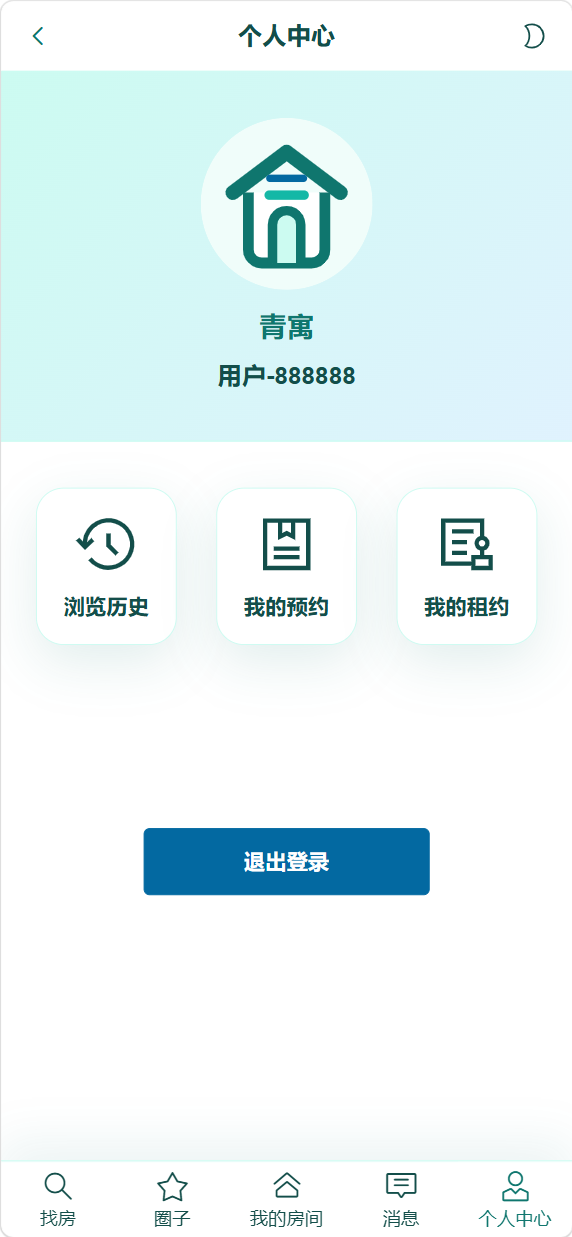 个人中心
青寓
用户-888888
浏览历史
我的预约
我的租约
退出登录
找房
圈子
我的房间
消息
个人中心